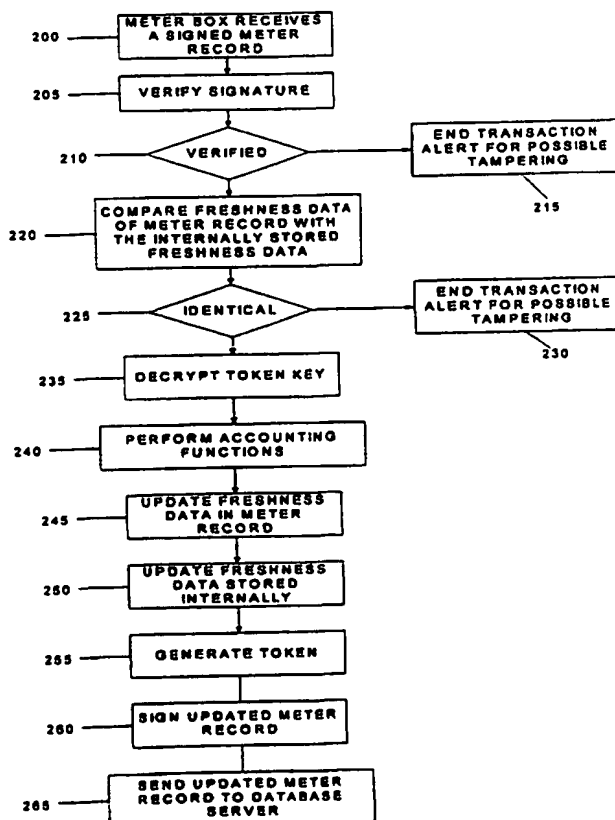 200
METER BOX RECEIVES
A SIGNED METER
RECORD
205
VERIFY SIGNATURE
210
VERIFIED
END TRANSACTION
ALERT FOR POSSIBLE
TAMPERING
215
220
COMPARE FRESHNESS DATA
OF METER RECORD WITH
THE INTERNALLY STORED
FRESHNESS DATA
225
IDENTICAL
END TRANSACTION
ALERT FOR POSSIBLE
TAMPERING
230
235
DECRYPT TOKEN KEY
240
PERFORM ACCOUNTING
FUNCTIONS
245
UPDATE FRESHNESS
DATA IN METER
RECORD
250
UPDATE FRESHNESS
DATA STORED
INTERNALLY
255
GENERATE TOKEN
260
SIGN UPDATED METER
RECORD
265
SEND UPDATED METER
RECORD TO DATABASE
SERVER